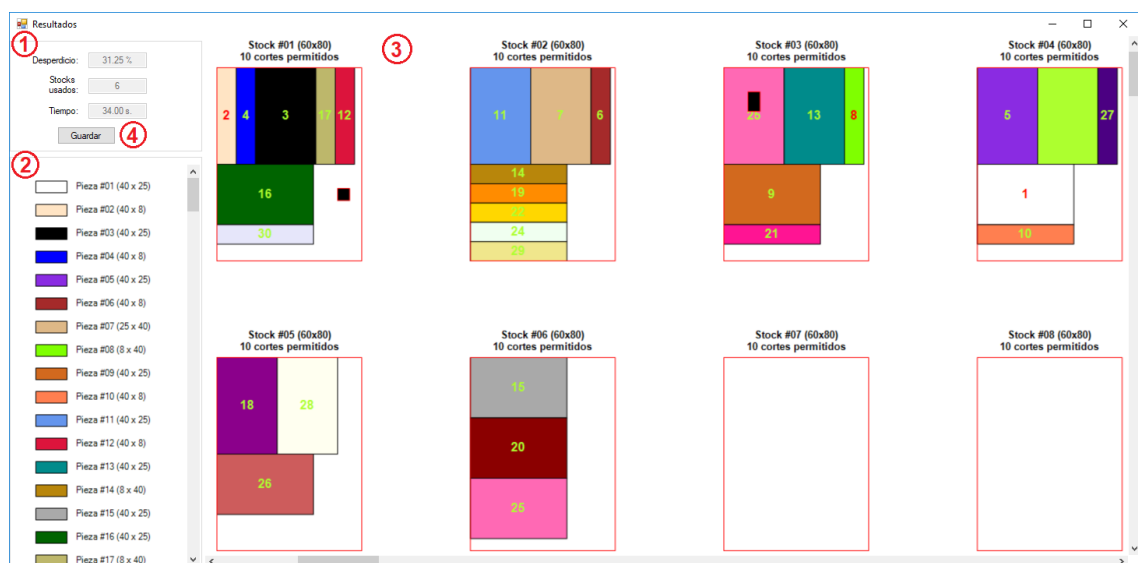 Resultados
1
Desperdicio: 31.25 %
Stocks usados: 6
Tiempo: 34.00 s.
Guardar 4
2
Pieza #01 (40 x 25)
Pieza #02 (40 x 8)
Pieza #03 (40 x 25)
Pieza #04 (40 x 8)
Pieza #05 (40 x 25)
Pieza #06 (40 x 8)
Pieza #07 (25 x 40)
Pieza #08 (8 x 40)
Pieza #09 (40 x 25)
Pieza #10 (40 x 8)
Pieza #11 (40 x 25)
Pieza #12 (40 x 8)
Pieza #13 (40 x 25)
Pieza #14 (8 x 40)
Pieza #15 (40 x 25)
Pieza #16 (40 x 25)
Pieza #17 (8 x 40)
3
Stock #01 (60x80)
10 cortes permitidos
2 4 3 17 12
16
30
Stock #02 (60x80)
10 cortes permitidos
11 7 6
14
19
22
24
29
Stock #03 (60x80)
10 cortes permitidos
13 8
9
21
Stock #04 (60x80)
10 cortes permitidos
5 27
1
10
Stock #05 (60x80)
10 cortes permitidos
18 28
26
Stock #06 (60x80)
10 cortes permitidos
15
20
25
Stock #07 (60x80)
10 cortes permitidos
Stock #08 (60x80)
10 cortes permitidos